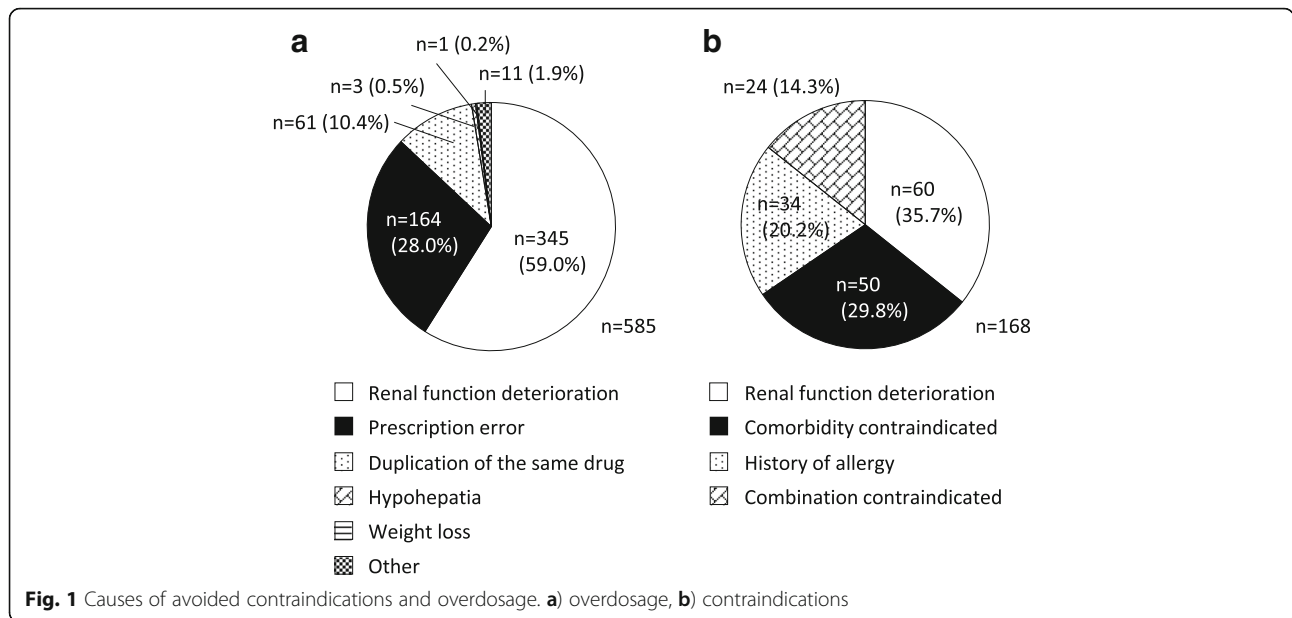 a
n=1 (0.2%)
n=11 (1.9%)
n=3 (0.5%)
n=61 (10.4%)
n=164
(28.0%)
n=345
(59.0%)
n=585
Renal function deterioration
Prescription error
Duplication of the same drug
Hypohepatia
Weight loss
Other
b
n=24 (14.3%)
n=60
(35.7%)
n=34
(20.2%)
n=50
(29.8%)
n=168
Renal function deterioration
Comorbidity contraindicated
History of allergy
Combination contraindicated
Fig. 1 Causes of avoided contraindications and overdosage. a) overdosage, b) contraindications